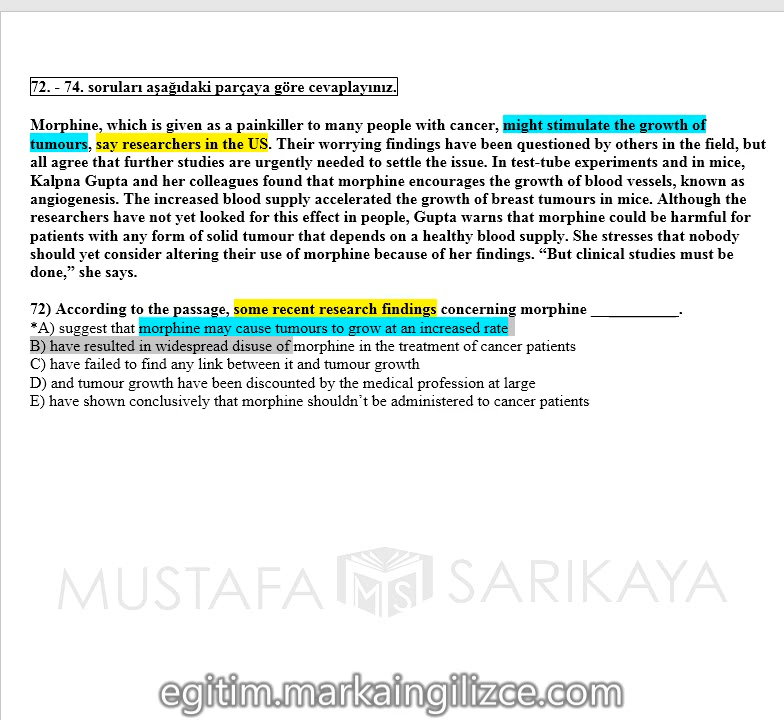 72. - 74. soruları aşağıdaki parçaya göre cevaplayınız.
Morphine, which is given as a painkiller to many people with cancer, might stimulate the growth of
tumours, say researchers in the US. Their worrying findings have been questioned by others in the field, but
all agree that further studies are urgently needed to settle the issue. In test-tube experiments and in mice,
Kalpna Gupta and her colleagues found that morphine encourages the growth of blood vessels, known as
angiogenesis. The increased blood supply accelerated the growth of breast tumours in mice. Although the
researchers have not yet looked for this effect in people, Gupta warns that morphine could be harmful for
patients with any form of solid tumour that depends on a healthy blood supply. She stresses that nobody
should yet consider altering their use of morphine because of her findings. “But clinical studies must be
done,” she says.
72) According to the passage, some recent research findings concerning morphine ___________.
*A) suggest that morphine may cause tumours to grow at an increased rate
B) have resulted in widespread disuse of morphine in the treatment of cancer patients
C) have failed to find any link between it and tumour growth
D) and tumour growth have been discounted by the medical profession at large
E) have shown conclusively that morphine shouldn’t be administered to cancer patients
MUSTAFA MS SARIKAYA
egitim.markaingilizce.com